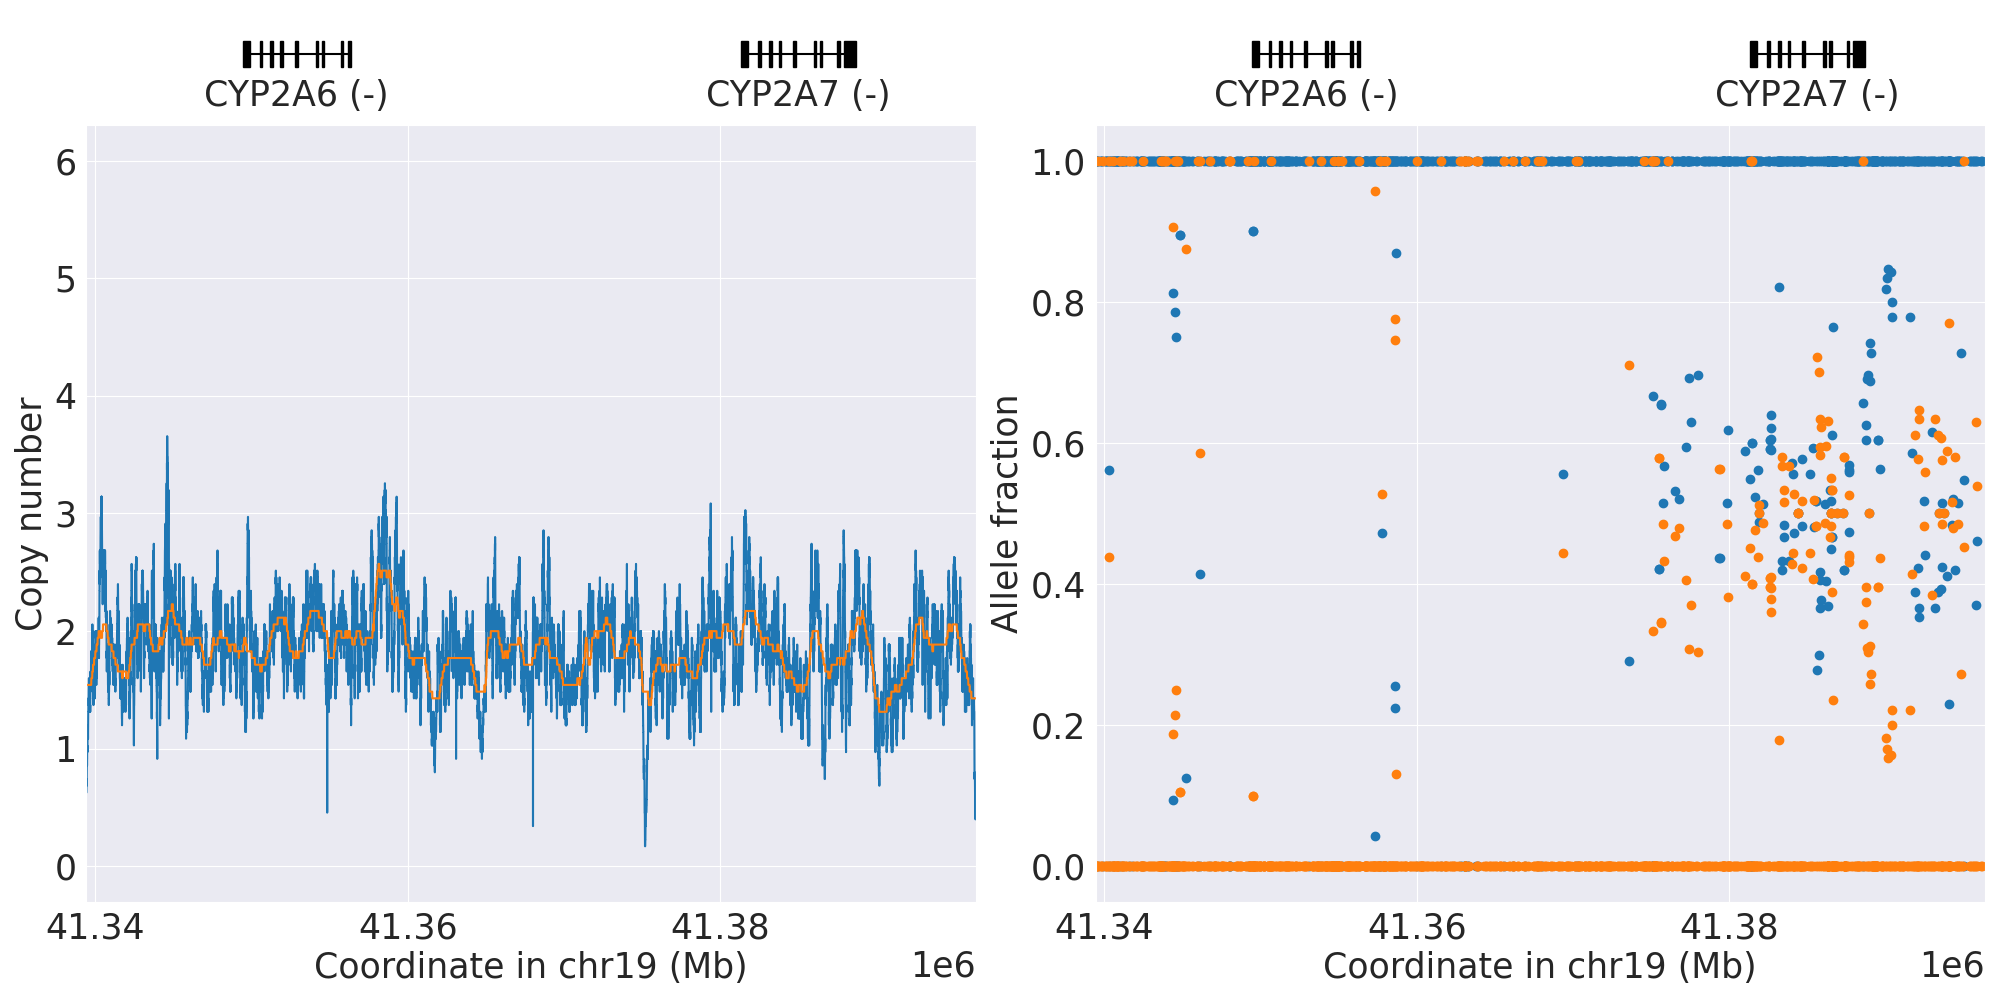 CYP2A6 (-)
CYP2A7 (-)
CYP2A6 (-)
CYP2A7 (-)
Copy number
6
5
4
3
2
1
0
41.34
41.36
41.38
Coordinate in chr19 (Mb)
1e6
Allele fraction
1.0
0.8
0.6
0.4
0.2
0.0
41.34
41.36
41.38
Coordinate in chr19 (Mb)
1e6